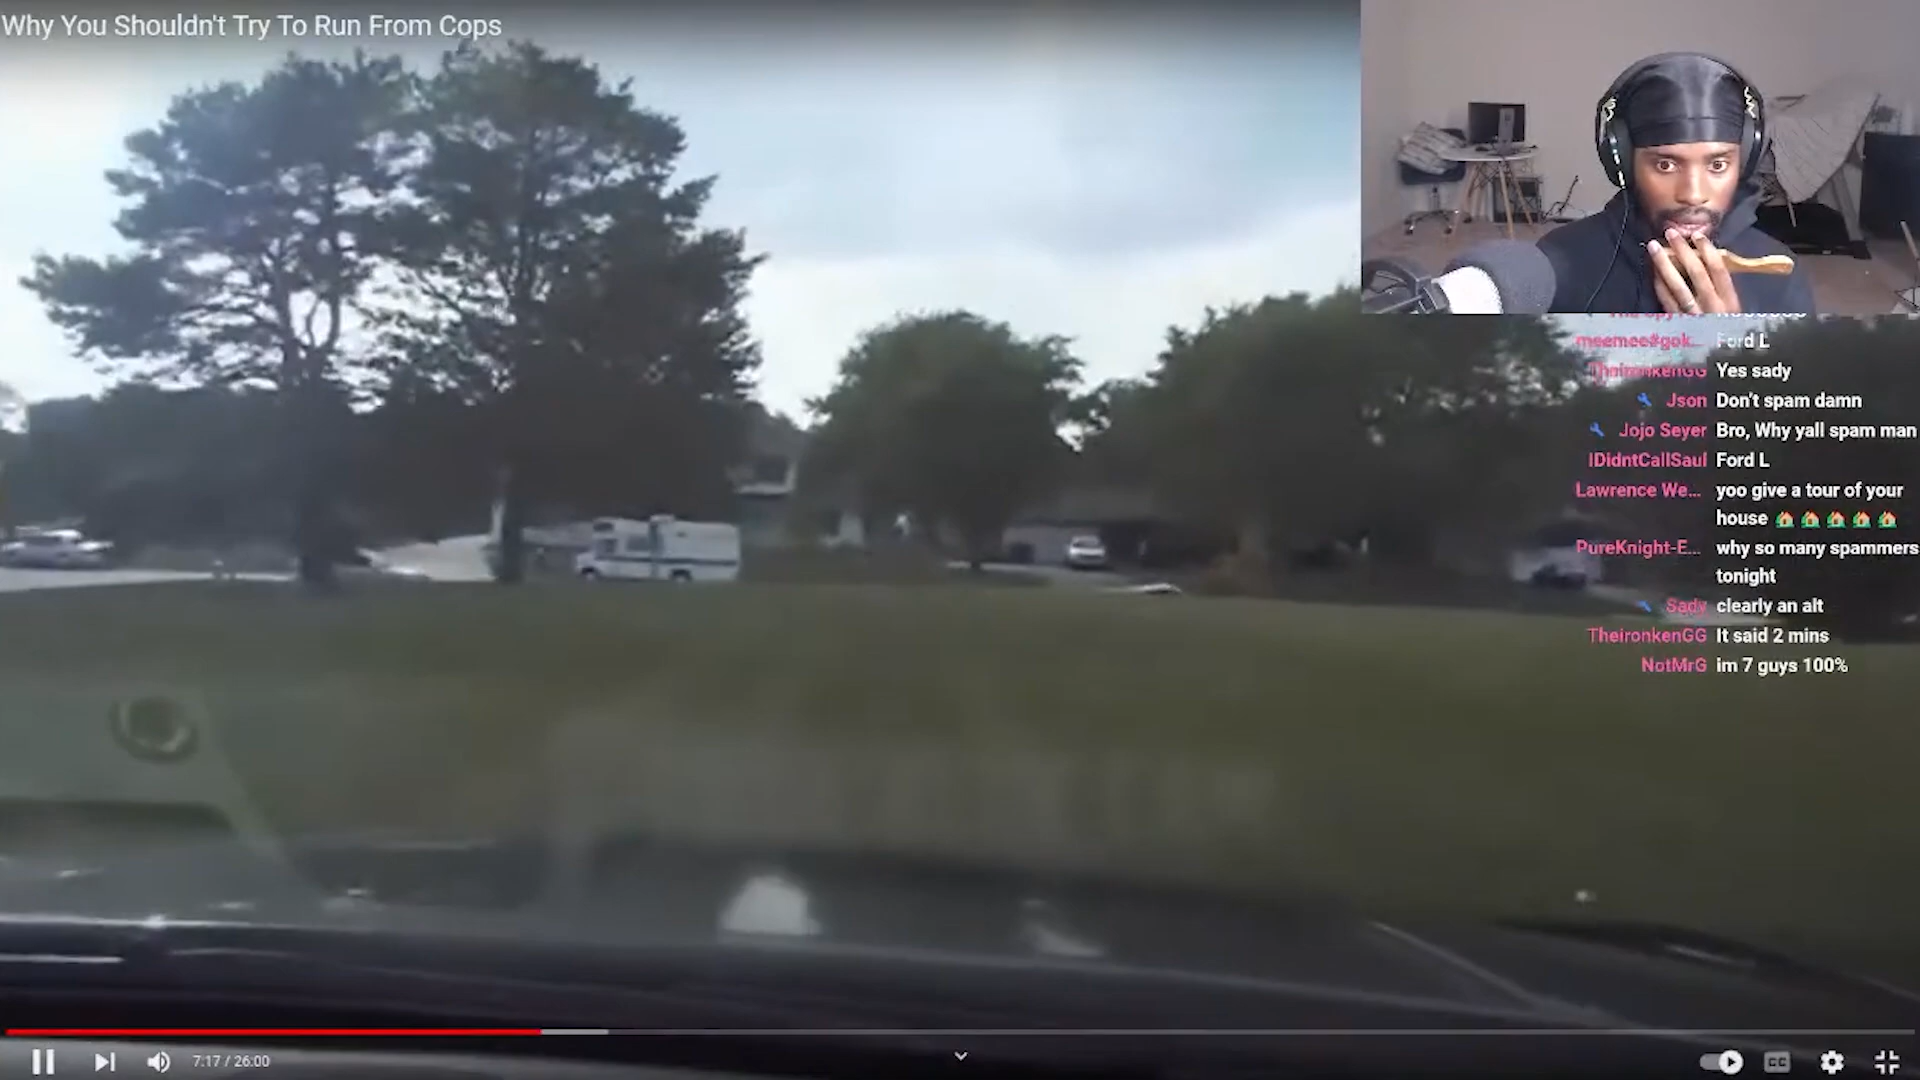 Why You Shouldn't Try To Run From Cops
meemee#gok... Ford L
TheironkenGG Yes sady
Json Don't spam damn
Jojo Seyer Bro, Why yall spam man
IDidntCallSaul Ford L
Lawrence We... yoo give a tour of your
house
PureKnight-E... why so many spammers
tonight
Sady clearly an alt
TheironkenGG It said 2 mins
NotMrG im 7 guys 100%
7:17 / 26:00
CC